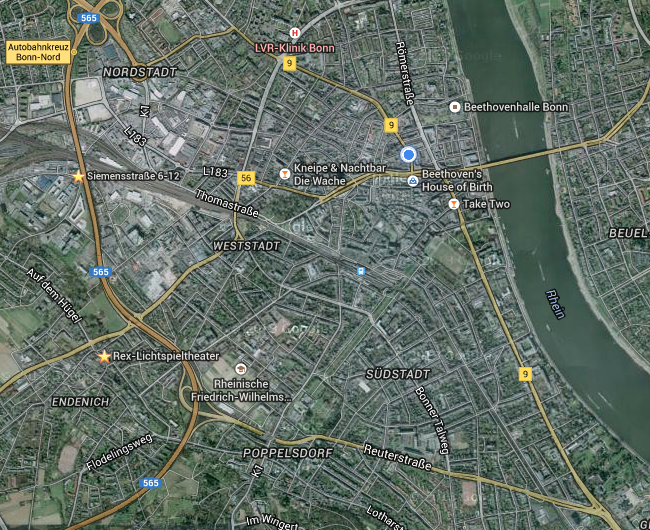 565
Autobahnkreuz
Bonn-Nord
LVR-Klinik Bonn
9
NORDSTADT
Römerstraße
K1
Beethovenhalle Bonn
9
L183
L183
Siemensstraße 6-12
56
Kneipe & Nachtbar
Die Wache
Beethoven's
House of Birth
Thomastraße
Take Two
BEUEL
WESTSTADT
565
Auf dem Hügel
Rhein
Rex-Lichtspieltheater
Rheinische
Friedrich-Wilhelms...
SÜDSTADT
9
ENDENICH
Bonner Talweg
Flodelingsweg
POPPELSDORF
Reuterstraße
K1
565
Im Wingert
Lotharst